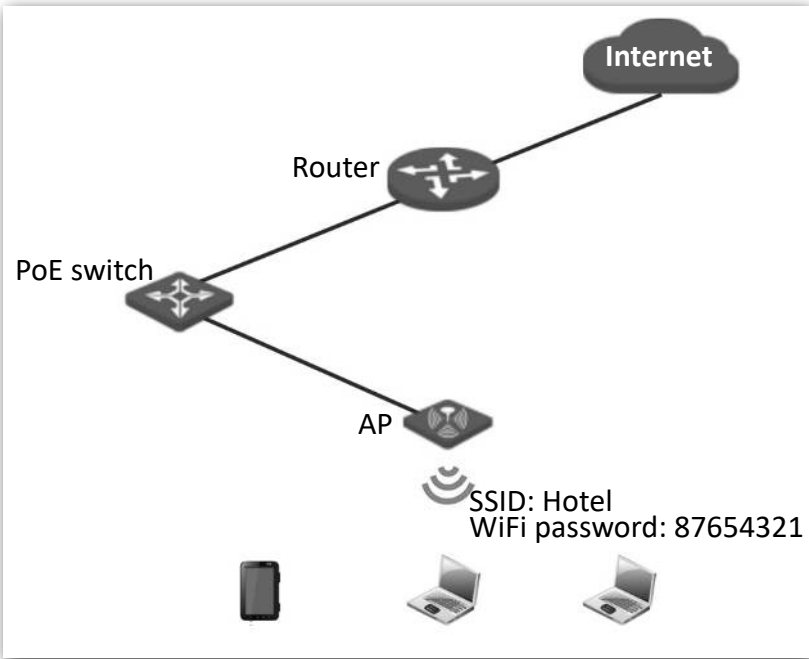 Internet
Router
PoE switch
AP
SSID: Hotel
WiFi password: 87654321